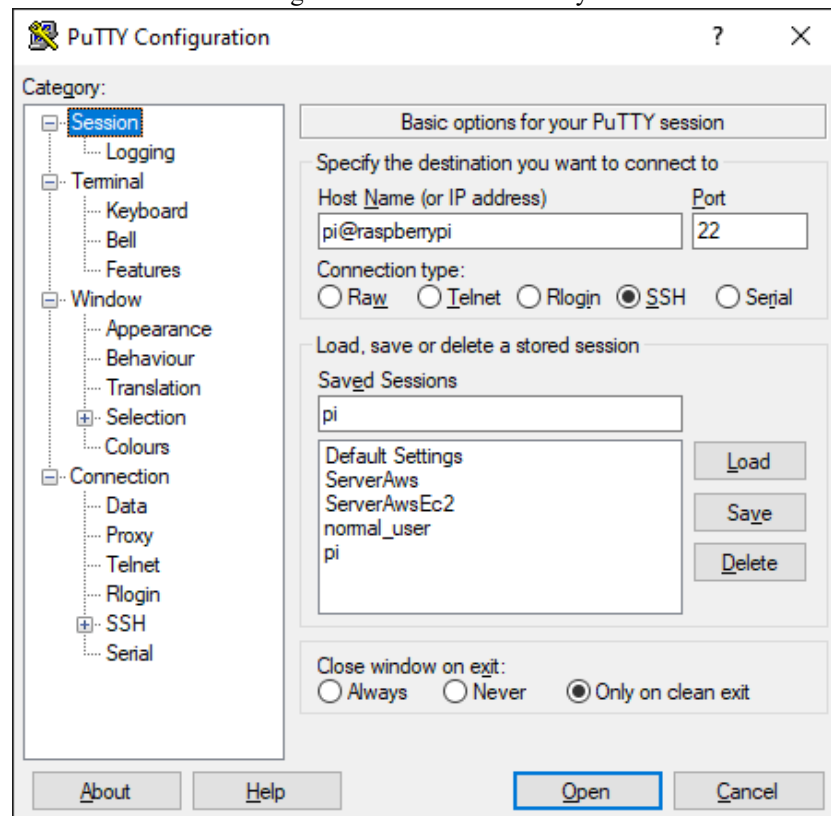 PuTTY Configuration ? ×
Category:
Session
Logging
Terminal
Keyboard
Bell
Features
Window
Appearance
Behaviour
Translation
Selection
Colours
Connection
Data
Proxy
Telnet
Rlogin
SSH
Serial
Basic options for your PuTTY session
Specify the destination you want to connect to
Host Name (or IP address) Port
pi@raspberrypi 22
Connection type:
Raw Telnet Rlogin SSH Serial
Load, save or delete a stored session
Saved Sessions
pi
Default Settings
ServerAws
ServerAwsEc2
normal_user
pi
Load
Save
Delete
Close window on exit:
Always Never Only on clean exit
About Help Open Cancel